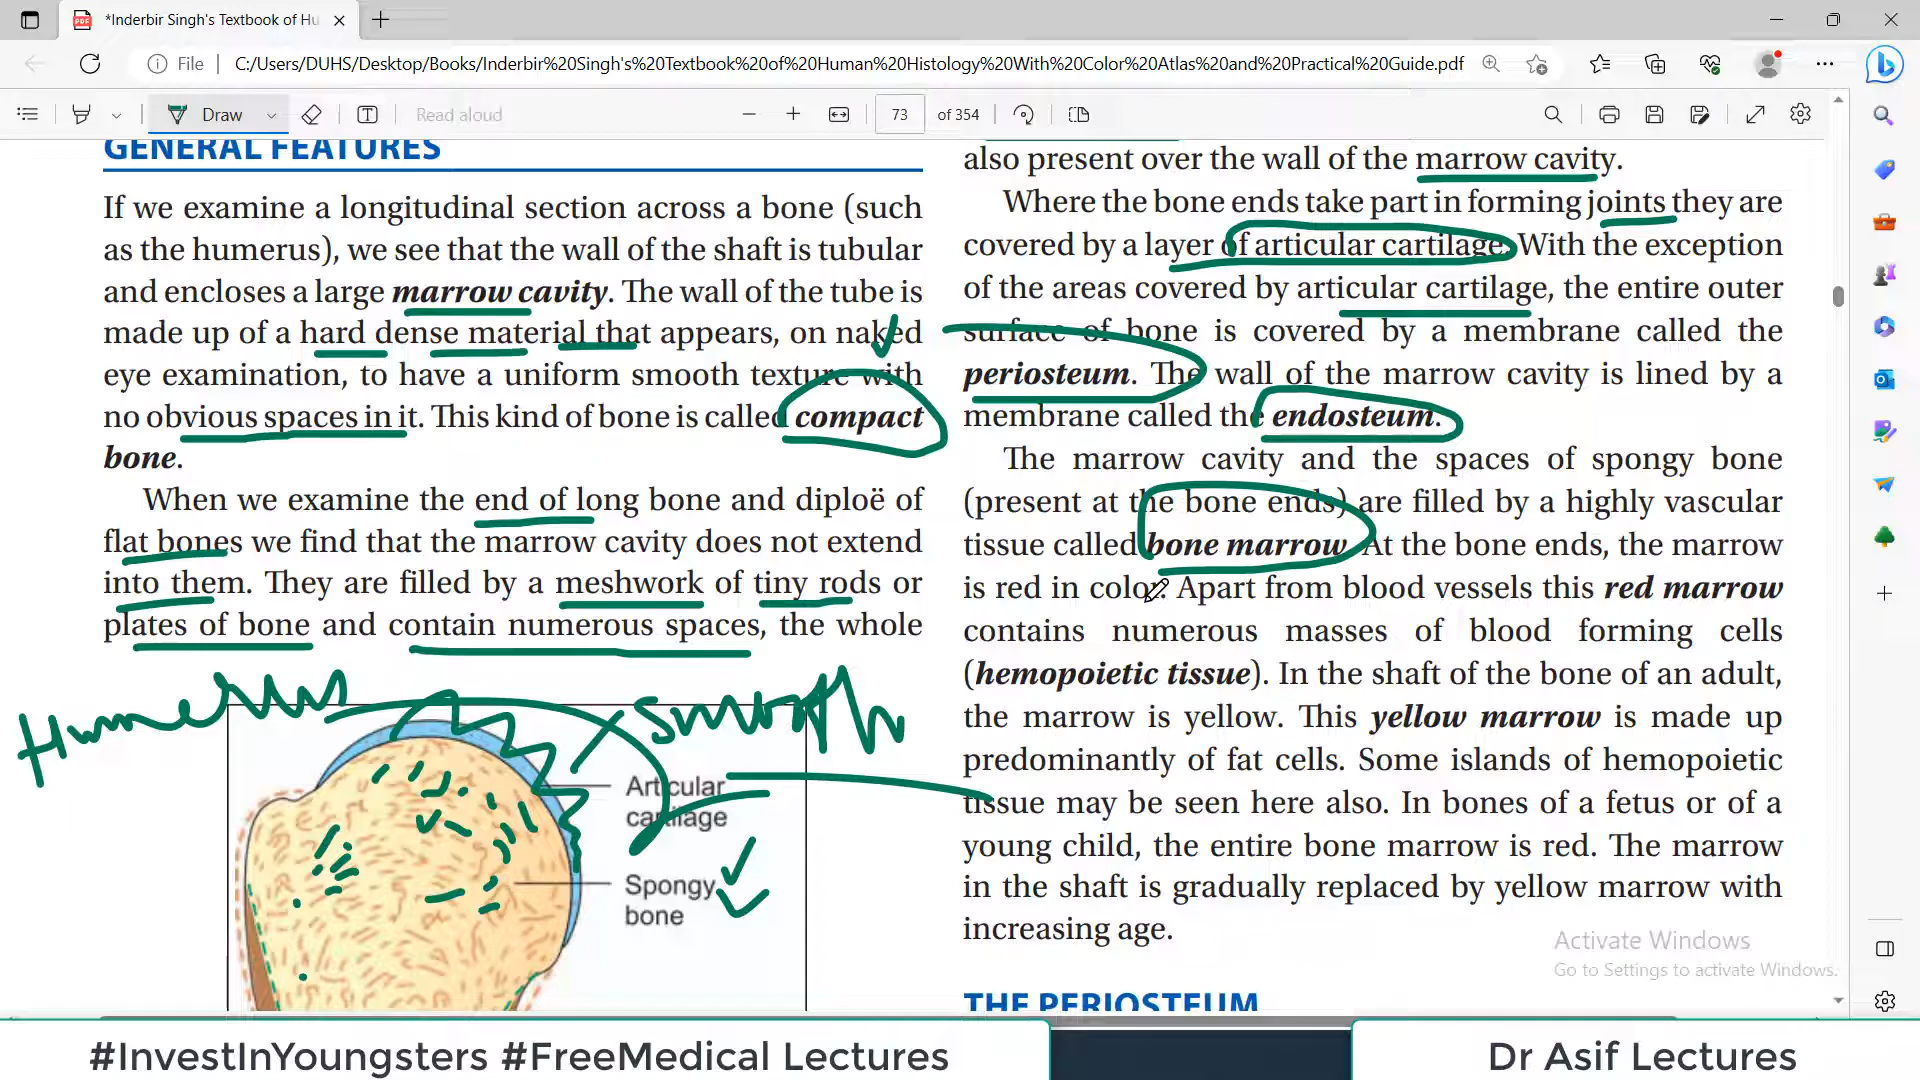 *Inderbir Singh's Textbook of Hu
File
C:/Users/DUHS/Desktop/Books/Inderbir%20Singh's%20Textbook%20of%20Human%20Histology%20With%20Color%20Atlas%20and%20Practical%20Guide.pdf
Draw
Read aloud
73 of 354
GENERAL FEATURES
If we examine a longitudinal section across a bone (such
as the humerus), we see that the wall of the shaft is tubular
and encloses a large marrow cavity. The wall of the tube is
made up of a hard dense material that appears, on naked
eye examination, to have a uniform smooth texture with
no obvious spaces in it. This kind of bone is called compact
bone.
When we examine the end of long bone and diploë of
flat bones we find that the marrow cavity does not extend
into them. They are filled by a meshwork of tiny rods or
plates of bone and contain numerous spaces, the whole
Humerus
smooth
Articular
cartilage
Spongy
bone
also present over the wall of the marrow cavity.
Where the bone ends take part in forming joints they are
covered by a layer of articular cartilage. With the exception
of the areas covered by articular cartilage, the entire outer
surface of bone is covered by a membrane called the
periosteum. The wall of the marrow cavity is lined by a
membrane called the endosteum.
The marrow cavity and the spaces of spongy bone
(present at the bone ends) are filled by a highly vascular
tissue called bone marrow. At the bone ends, the marrow
is red in color. Apart from blood vessels this red marrow
contains numerous masses of blood forming cells
(hemopoietic tissue). In the shaft of the bone of an adult,
the marrow is yellow. This yellow marrow is made up
predominantly of fat cells. Some islands of hemopoietic
tissue may be seen here also. In bones of a fetus or of a
young child, the entire bone marrow is red. The marrow
in the shaft is gradually replaced by yellow marrow with
increasing age.
THE PERIOSTEUM
Activate Windows
Go to Settings to activate Windows.
#InvestInYoungsters #FreeMedical Lectures
Dr Asif Lectures